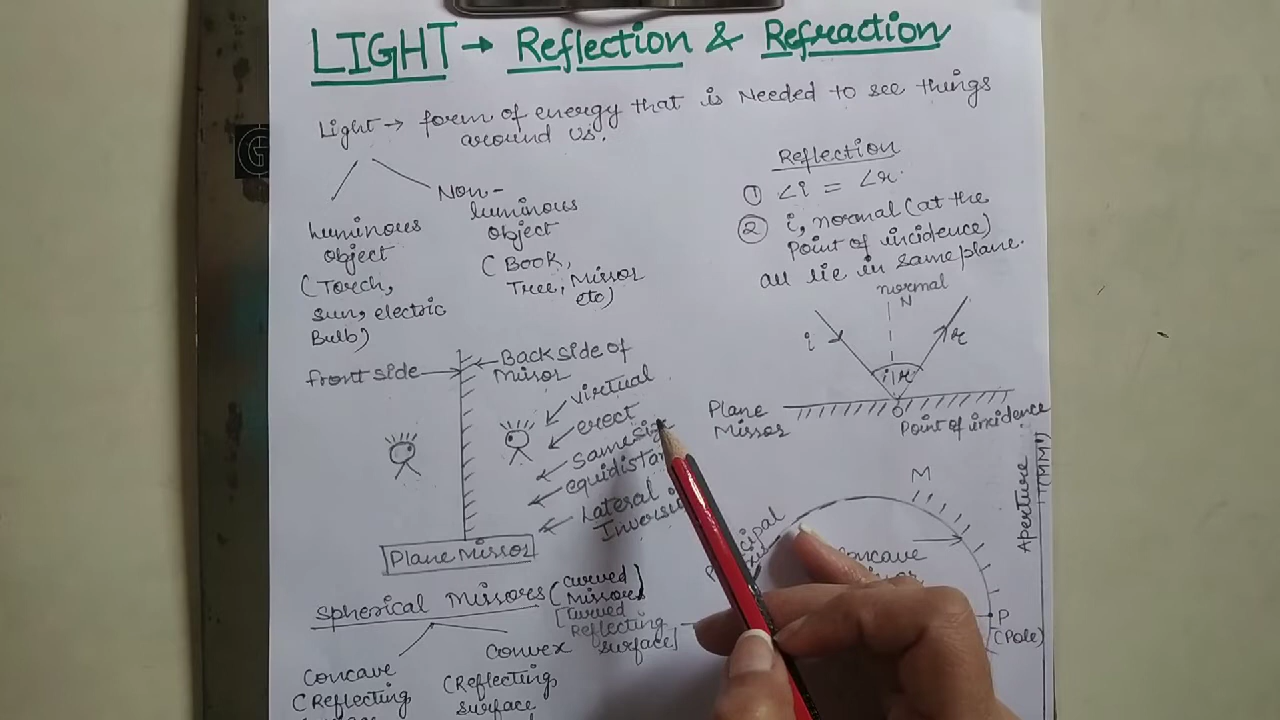 LIGHT → Reflection & Refraction
Light → form of energy that is Needed to see things
around us.
Luminous
object
(Torch,
sun, electric
Bulb)
Non-
luminous
object
(Book,
Tree, Mirror
etc)
Reflection
① ∠i = ∠r.
② i, normal (at the
point of incidence)
all lie in same plane.
normal
N
i
r
i r
O
Plane
Mirror
Point of incidence
front side
Back side of
Mirror
virtual
erect
same
Lateral
Plane Mirror
Spherical Mirrors (Curved
Mirrors)
[Curved
Reflecting
surface]
Concave
(Reflecting
Convex
(Reflecting
surface
M
Concave
P
(Pole)
Aperture
(MM')